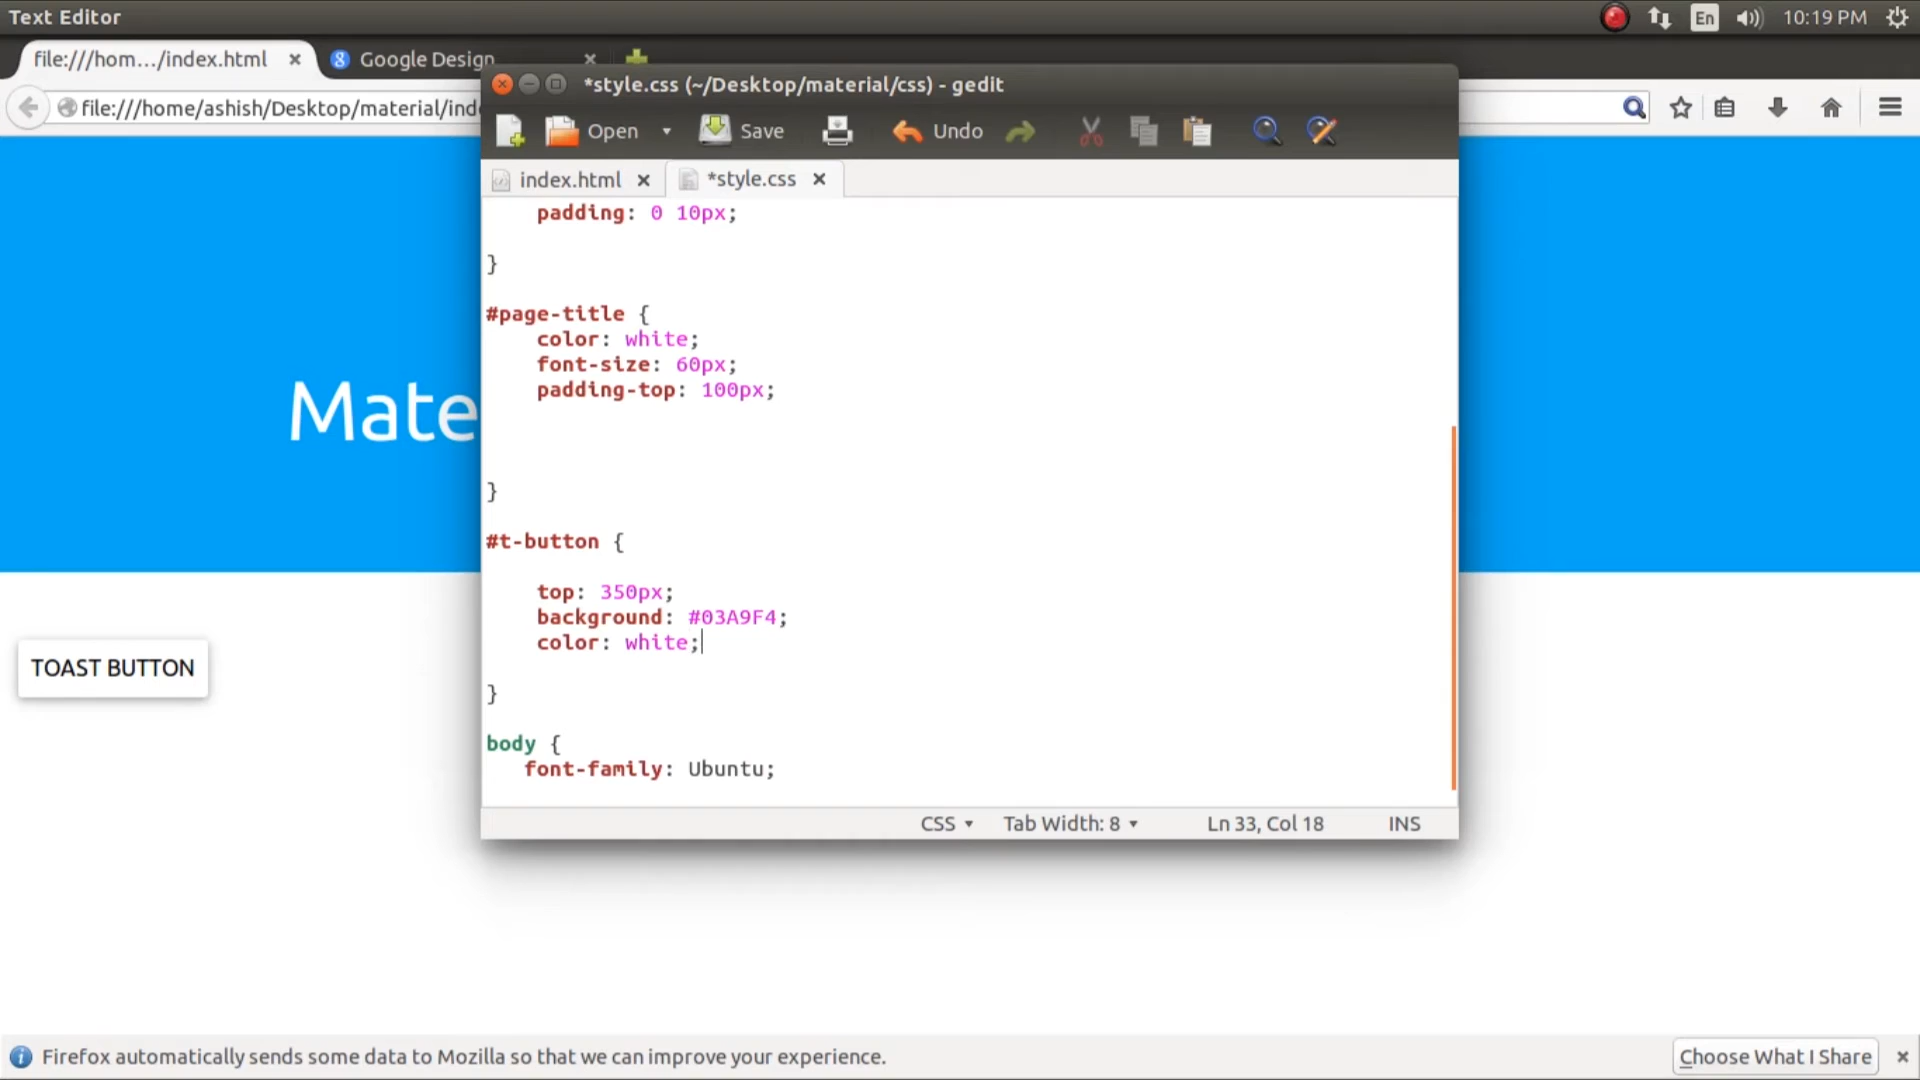 Text Editor
En
10:19 PM
file:///hom.../index.html
Google Design
file:///home/ashish/Desktop/material/ind
*style.css (~/Desktop/material/css) - gedit
Open
Save
Undo
index.html
*style.css
padding: 0 10px;
}
#page-title {
color: white;
font-size: 60px;
padding-top: 100px;
}
#t-button {
top: 350px;
background: #03A9F4;
color: white;
}
body {
font-family: Ubuntu;
CSS
Tab Width: 8
Ln 33, Col 18
INS
Mate
TOAST BUTTON
Firefox automatically sends some data to Mozilla so that we can improve your experience.
Choose What I Share